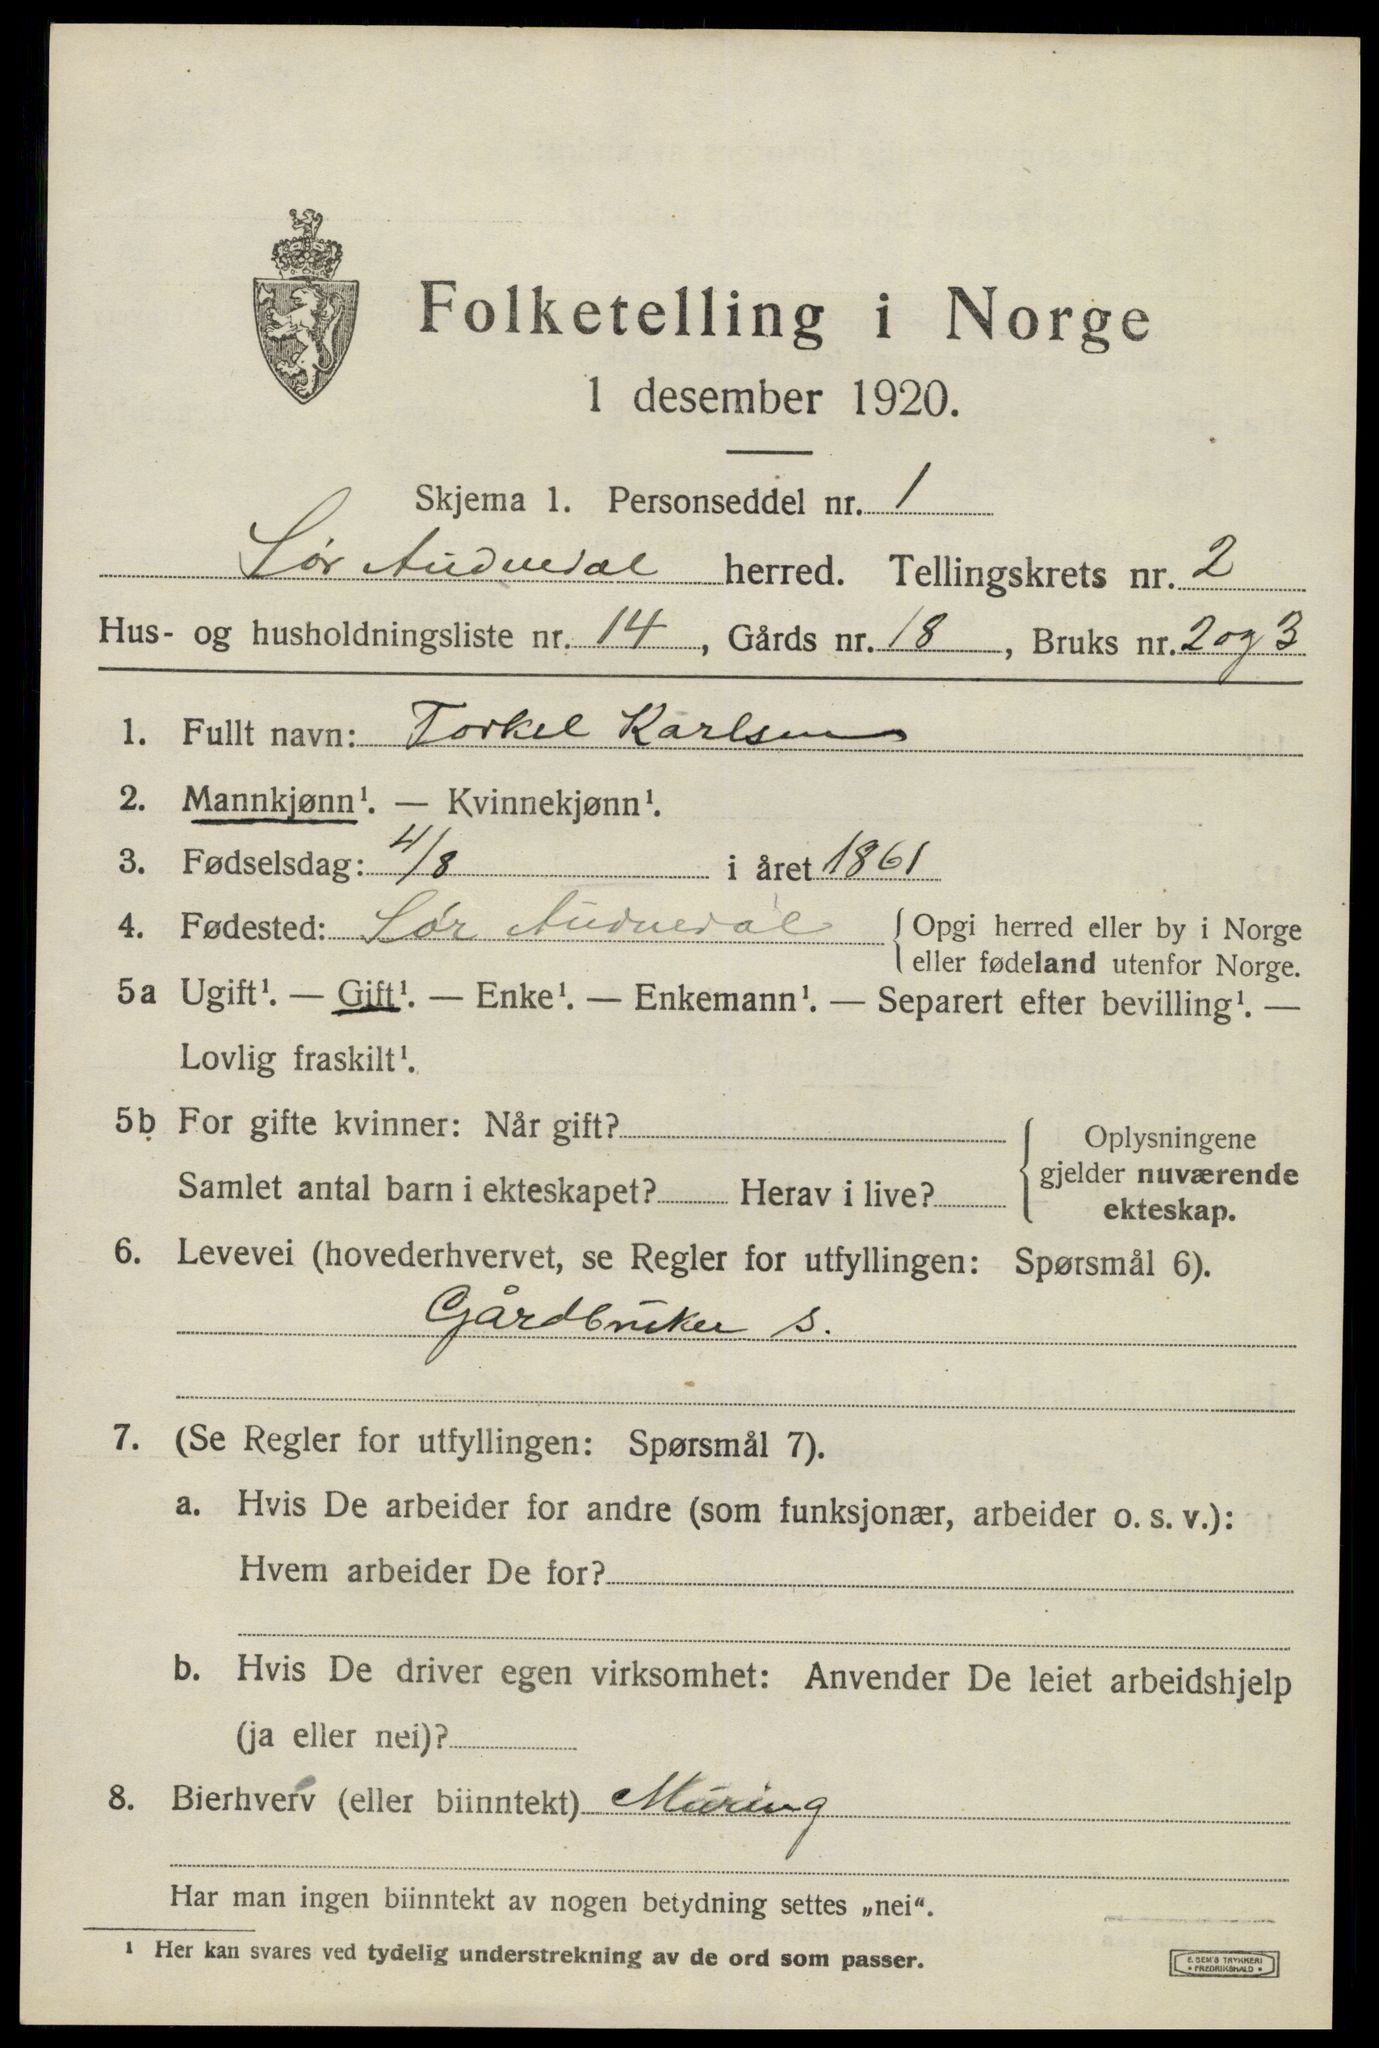 Folketelling i Norge
1 desember 1920.
Skjema 1. Personseddel nr. 1
Sør Audnedal herred. Tellingskrets nr. 2
Hus- og husholdningsliste nr. 14, Gårds nr. 18, Bruks nr. 2 og 3
1. Fullt navn: Torkel Karlsen
2. Mannkjønn¹. — Kvinnekjønn¹.
3. Fødselsdag: 4/8 i året 1861
4. Fødested: Sør Audnedal { Opgi herred eller by i Norge
eller fødeland utenfor Norge.
5a Ugift¹. — Gift¹. — Enke¹. — Enkemann¹. — Separert efter bevilling¹. —
Lovlig fraskilt¹.
5b For gifte kvinner: Når gift?
Samlet antal barn i ekteskapet? Herav i live?
Oplysningene
gjelder nuværende
ekteskap.
6. Levevei (hovederhvervet, se Regler for utfyllingen: Spørsmål 6).
Gårdbruker s.
7. (Se Regler for utfyllingen: Spørsmål 7).
a. Hvis De arbeider for andre (som funksjonær, arbeider o. s. v.):
Hvem arbeider De for?
b. Hvis De driver egen virksomhet: Anvender De leiet arbeidshjelp
(ja eller nei)?
8. Bierhverv (eller biinntekt) Muring
Har man ingen biinntekt av nogen betydning settes „nei“.
¹ Her kan svares ved tydelig understrekning av de ord som passer.
E. SEM'S TRYKKERI
• FREDRIKSHALD •